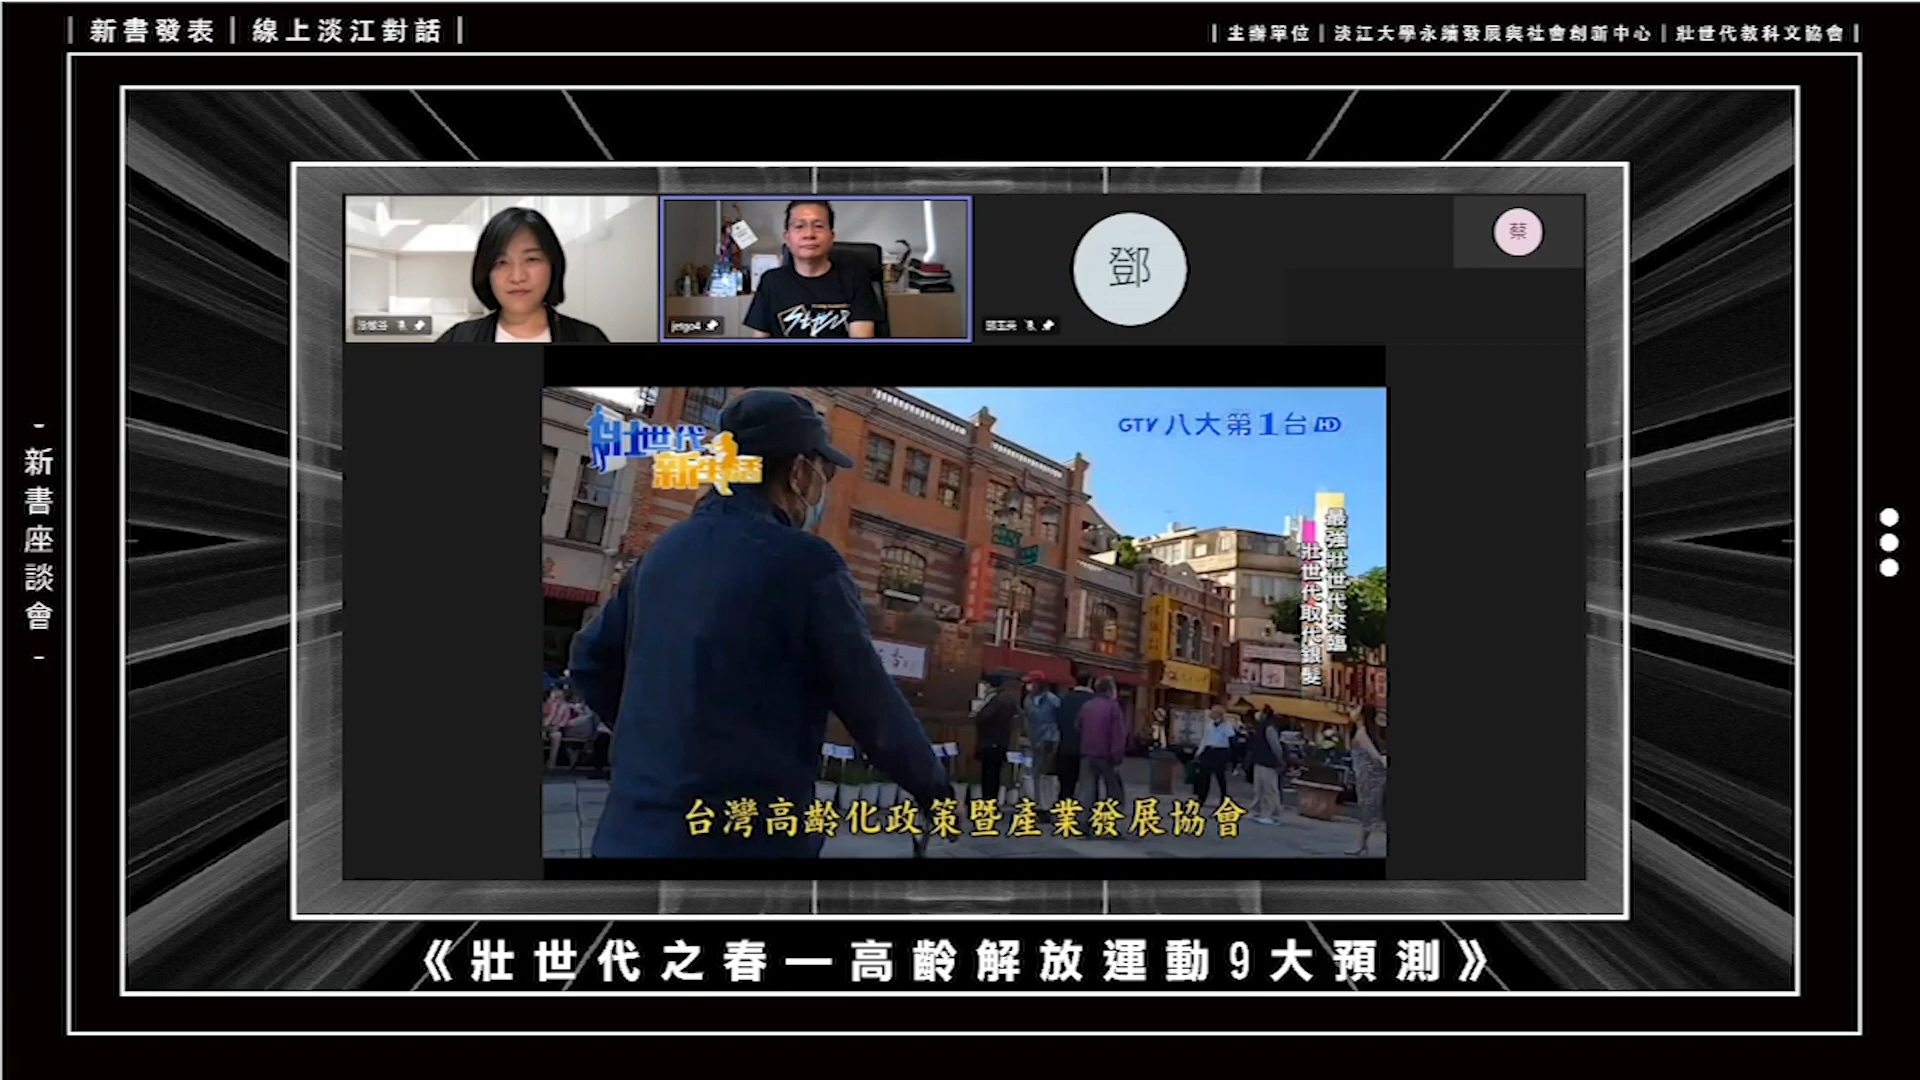 ｜新書發表｜線上淡江對話｜
｜主辦單位｜淡江大學永續發展與社會創新中心｜壯世代教科文協會｜
- 新書座談會 -
jetgo4
鄧
蔡
壯世代
新生活
GTV 八大第1台 HD
最強壯世代來臨
壯世代取代銀髮
台灣高齡化政策暨產業發展協會
《壯世代之春—高齡解放運動9大預測》